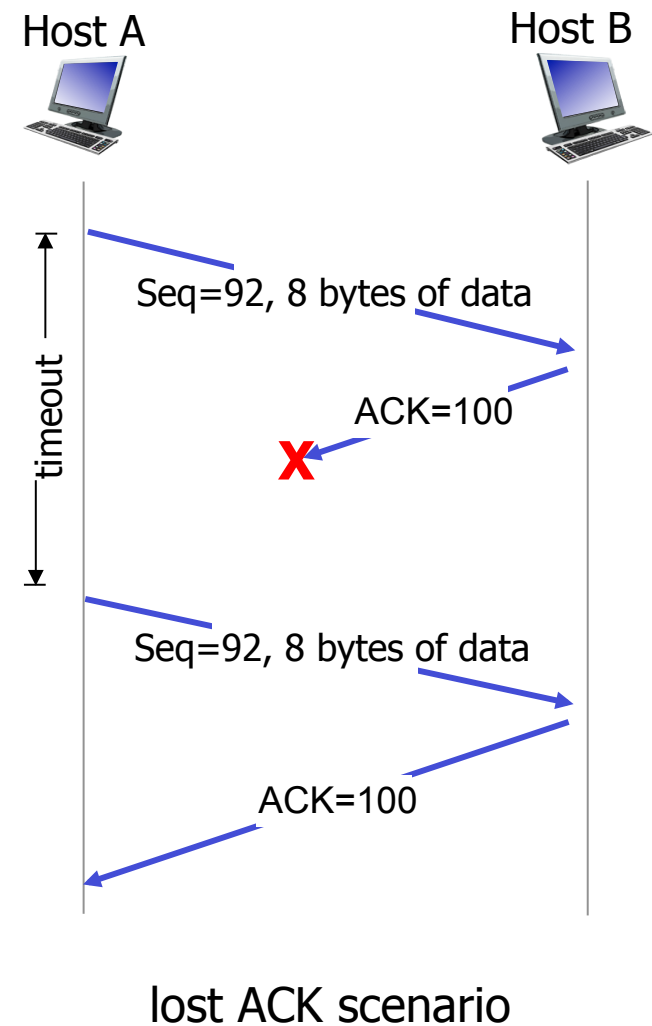 Host A
Host B
Seq=92, 8 bytes of data
timeout
ACK=100
X
Seq=92, 8 bytes of data
ACK=100
lost ACK scenario